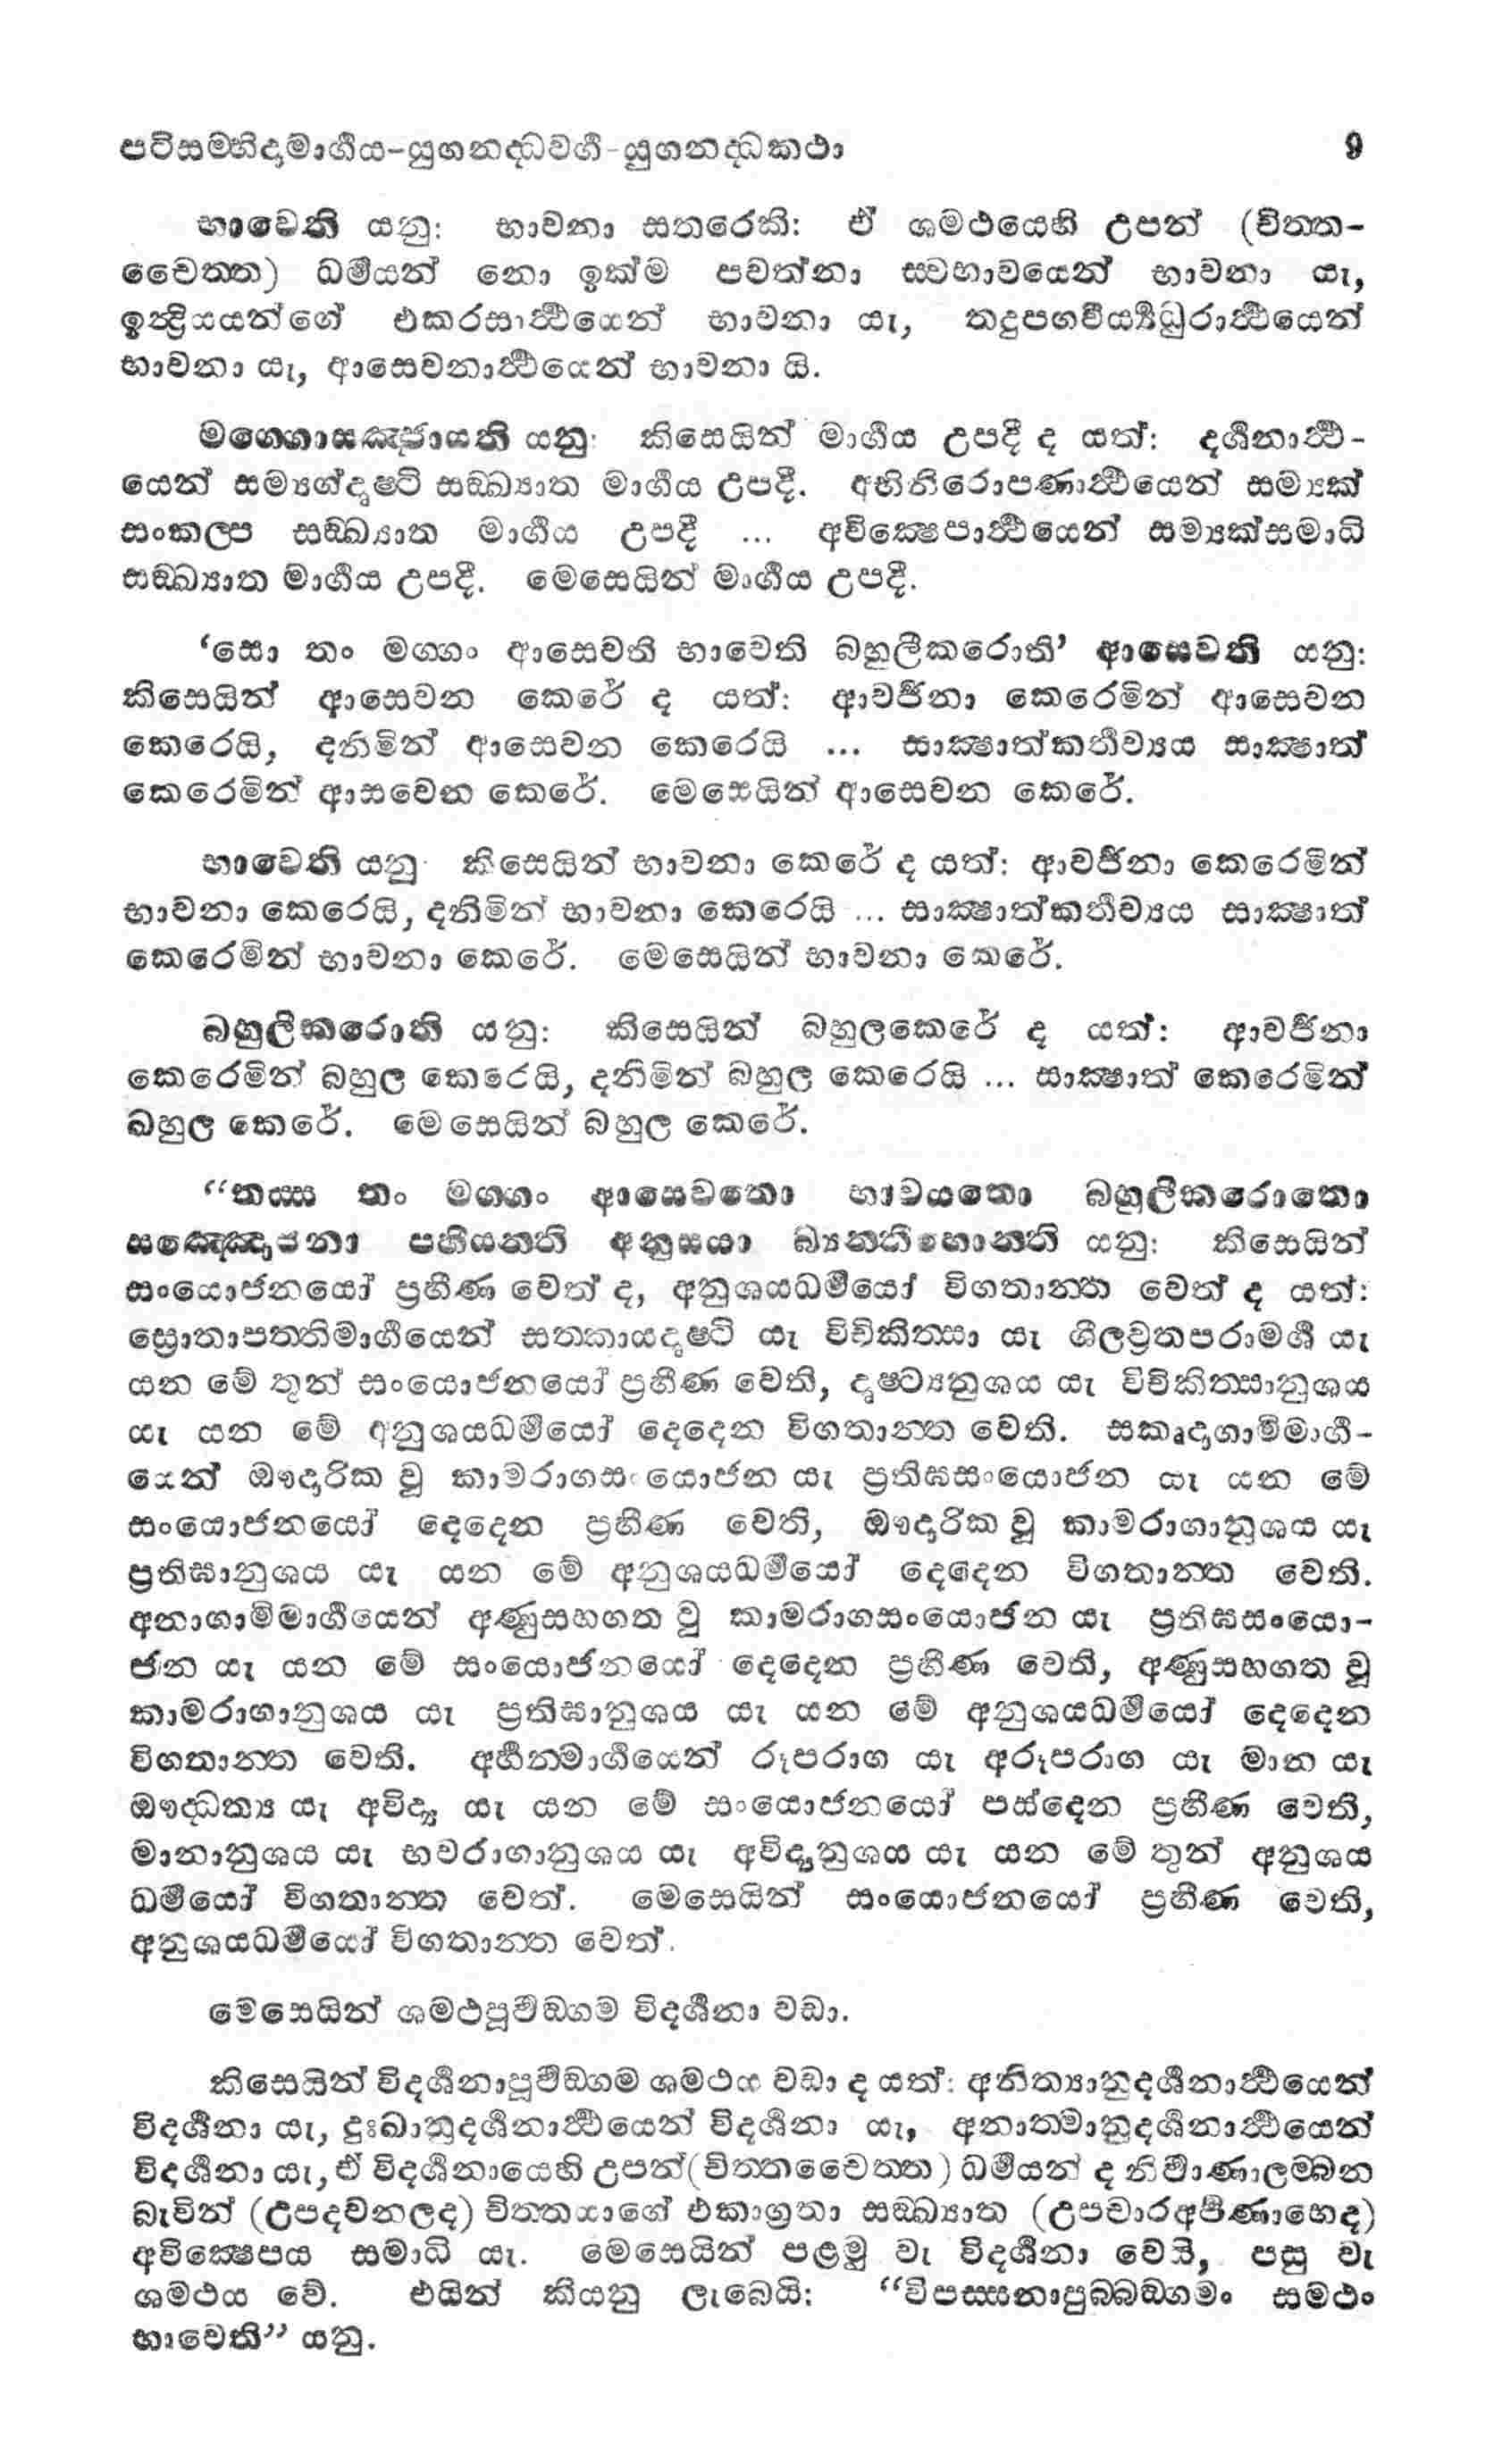 පටිසම්භිදාමාර්‍ගය-යුගනද්ධවර්‍ග-යුගනද්ධකථා 9
භාවෙති යනු: භාවනා සතරෙකි: ඒ ශමථයෙහි උපන් (චිත්ත-
චෛත්ත) ධර්‍මයන් නො ඉක්ම පවත්නා ස්වභාවයෙන් භාවනා යැ,
ඉන්ද්‍රියයන්ගේ එකරසාර්‍ත්‍ථයෙන් භාවනා යැ, තදුපගවීර්‍ය්‍යධුරාර්‍ත්‍ථයෙන්
භාවනා යැ, ආසෙවනාර්‍ත්‍ථයෙන් භාවනා යි.
මග්ගොසඤ්ජායති යනු: කිසෙයින් මාර්‍ගය උපදී ද යත්: දර්‍ශනාර්‍ත්‍ථ-
යෙන් සම්‍යග්දෘෂ්ටි සඞ්ඛ්‍යාත මාර්‍ගය උපදී. අභිනිරොපණාර්‍ත්‍ථයෙන් සම්‍යක්
සංකල්ප සඞ්ඛ්‍යාත මාර්‍ගය උපදී ... අවික්‍ෂෙපාර්‍ත්‍ථයෙන් සම්‍යක්සමාධි
සඞ්ඛ්‍යාත මාර්‍ගය උපදී. මෙසෙයින් මාර්‍ගය උපදී.
‘සො තං මග්ගං ආසෙවති භාවෙති බහුලීකරොති’ ආසෙවති යනු:
කිසෙයින් ආසෙවන කෙරේ ද යත්: ආවර්‍ජනා කෙරෙමින් ආසෙවන
කෙරෙයි, දනිමින් ආසෙවන කෙරෙයි ... සාක්‍ෂාත්කර්‍තව්‍යය සාක්‍ෂාත්
කෙරෙමින් ආසවෙන කෙරේ. මෙසෙයින් ආසෙවන කෙරේ.
භාවෙති යනු කිසෙයින් භාවනා කෙරේ ද යත්: ආවර්‍ජනා කෙරෙමින්
භාවනා කෙරෙයි, දනිමින් භාවනා කෙරෙයි ... සාක්‍ෂාත්කර්‍තව්‍යය සාක්‍ෂාත්
කෙරෙමින් භාවනා කෙරේ. මෙසෙයින් භාවනා කෙරේ.
බහුලීකරොති යනු: කිසෙයින් බහුලකෙරේ ද යත්: ආවර්‍ජනා
කෙරෙමින් බහුල කෙරෙයි, දනිමින් බහුල කෙරෙයි ... සාක්‍ෂාත් කෙරෙමින්
බහුල කෙරේ. මෙසෙයින් බහුල කෙරේ.
“තස්ස තං මග්ගං ආසෙවතො භාවයතො බහුලීකරොතො
සඤ්ඤොජනා පහීයන්ති අනුසයා බ්‍යන්තීහොන්ති යනු: කිසෙයින්
සංයොජනයෝ ප්‍රහීණ වෙත් ද, අනුශයධර්‍මයෝ විගතාන්ත වෙත් ද යත්:
ස්‍රොතාපත්තිමාර්‍ගයෙන් සත්කායදෘෂ්ටි යැ විචිකිත්සා යැ ශීලව්‍රතපරාමර්‍ශ යැ
යන මේ තුන් සංයොජනයෝ ප්‍රහීණ වෙති, දෘෂ්ට්‍යනුශය යැ විචිකිත්සානුශය
යැ යන මේ අනුශයධර්‍මයෝ දෙදෙන විගතාන්ත වෙති. සකෘදාගාමිමාර්‍ග-
යෙන් ඖදාරික වූ කාමරාගසංයොජන යැ ප්‍රතිඝසංයොජන යැ යන මේ
සංයොජනයෝ දෙදෙන ප්‍රහීණ වෙති, ඖදාරික වූ කාමරාගානුශය යැ
ප්‍රතිඝානුශය යැ යන මේ අනුශයධර්‍මයෝ දෙදෙන විගතාන්ත වෙති.
අනාගාමිමාර්‍ගයෙන් අණුසහගත වූ කාමරාගසංයොජන යැ ප්‍රතිඝසංයො-
ජන යැ යන මේ සංයොජනයෝ දෙදෙන ප්‍රහීණ වෙති, අණුසහගත වූ
කාමරාගානුශය යැ ප්‍රතිඝානුශය යැ යන මේ අනුශයධර්‍මයෝ දෙදෙන
විගතාන්ත වෙති. අර්‍හත්මාර්‍ගයෙන් රූපරාග යැ අරූපරාග යැ මාන යැ
ඖද්ධත්‍ය යැ අවිද්‍යා යැ යන මේ සංයොජනයෝ පස්දෙන ප්‍රහීණ වෙති,
මානානුශය යැ භවරාගානුශය යැ අවිද්‍යානුශය යැ යන මේ තුන් අනුශය
ධර්‍මයෝ විගතාන්ත වෙත්. මෙසෙයින් සංයොජනයෝ ප්‍රහීණ වෙති,
අනුශයධර්‍මයෝ විගතාන්ත වෙත්.
මෙසෙයින් ශමථපූර්‍වඞ්ගම විදර්‍ශනා වඩා.
කිසෙයින් විදර්‍ශනාපූර්‍වඞ්ගම ශමථය වඩා ද යත්: අනිත්‍යානුදර්‍ශනාර්‍ත්‍ථයෙන්
විදර්‍ශනා යැ, දුඃඛානුදර්‍ශනාර්‍ත්‍ථයෙන් විදර්‍ශනා යැ, අනාත්මානුදර්‍ශනාර්‍ත්‍ථයෙන්
විදර්‍ශනා යැ, ඒ විදර්‍ශනායෙහි උපන් (චිත්තචෛත්ත) ධර්‍මයන් ද නිර්‍වාණාලම්බන
බැවින් (උපදවනලද) චිත්තයාගේ එකාග්‍රතා සඞ්ඛ්‍යාත (උපචාරඅර්‍පණාභෙද)
අවික්‍ෂෙපය සමාධි යැ. මෙසෙයින් පළමු වැ විදර්‍ශනා වෙයි, පසු වැ
ශමථය වේ. එයින් කියනු ලැබෙයි: “විපස්සනාපුබ්බඞ්ගමං සමථං
භාවෙති” යනු.